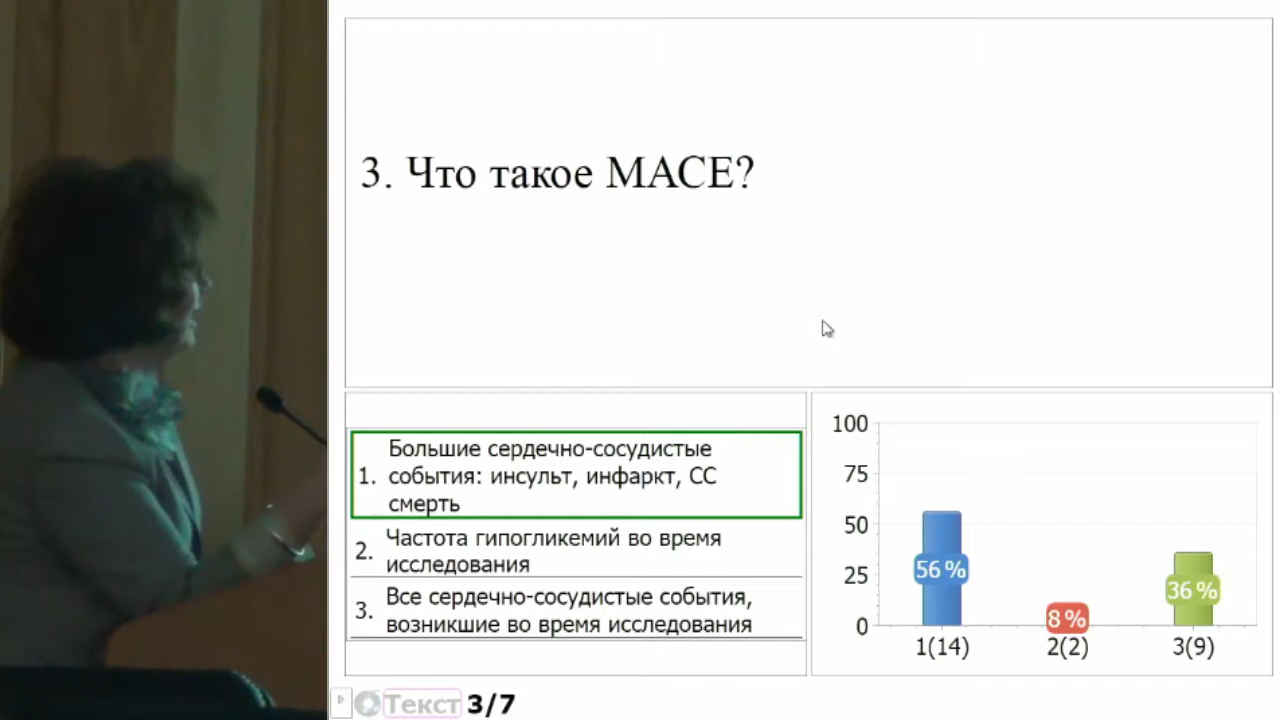 3. Что такое MACE?
1. Большие сердечно-сосудистые
события: инсульт, инфаркт, СС
смерть
2. Частота гипогликемий во время
исследования
3. Все сердечно-сосудистые события,
возникшие во время исследования
100
75
50
25
0
56 %
8 %
36 %
1(14)
2(2)
3(9)
Текст 3/7